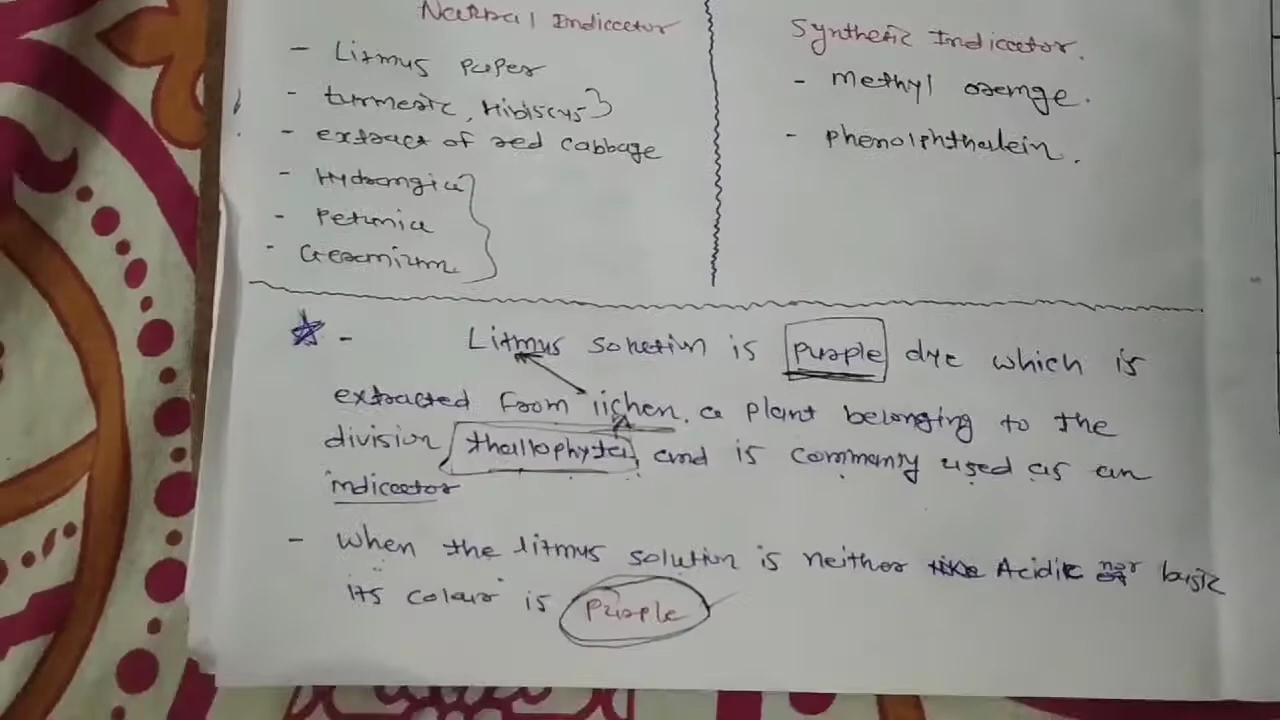 Natural Indicator
- Litmus paper
- turmeric, Hibiscus
- extract of red cabbage
- Hydrangia
- Petunia
- Geranium
Synthetic Indicator.
- methyl orange.
- phenolphthalein.
- Litmus solution is purple dye which is
extracted from lichen. a plant belonging to the
division thallophyta, and is commonly used as an
indicator
- When the litmus solution is neither Acidic nor basic
its colour is Purple